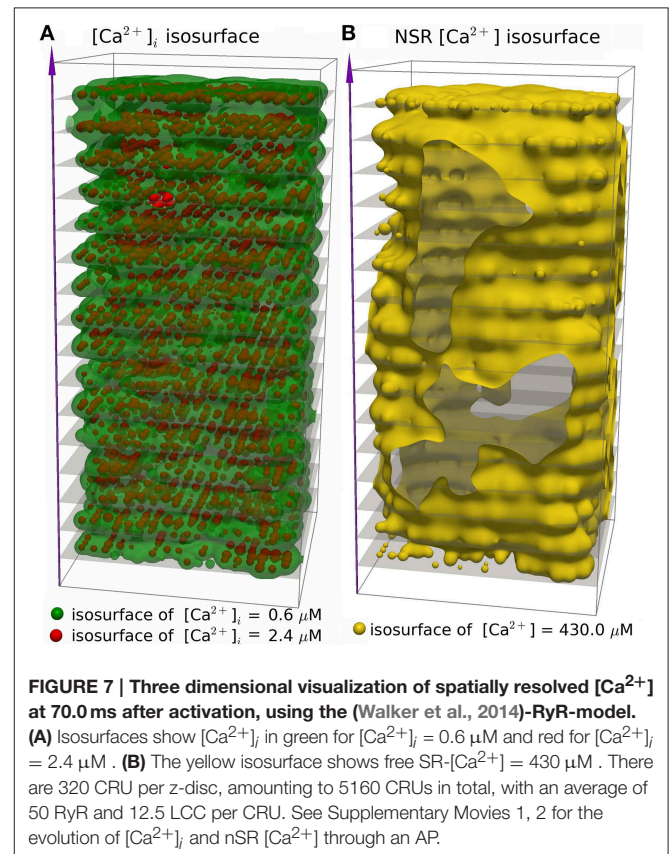 A
[Ca²⁺]ᵢ isosurface
B
NSR [Ca²⁺] isosurface
isosurface of [Ca²⁺]ᵢ = 0.6 μM
isosurface of [Ca²⁺]ᵢ = 2.4 μM
isosurface of [Ca²⁺] = 430.0 μM
FIGURE 7 | Three dimensional visualization of spatially resolved [Ca²⁺]
at 70.0 ms after activation, using the (Walker et al., 2014)-RyR-model.
(A) Isosurfaces show [Ca²⁺]ᵢ in green for [Ca²⁺]ᵢ = 0.6 μM and red for [Ca²⁺]ᵢ
= 2.4 μM . (B) The yellow isosurface shows free SR-[Ca²⁺] = 430 μM . There
are 320 CRU per z-disc, amounting to 5160 CRUs in total, with an average of
50 RyR and 12.5 LCC per CRU. See Supplementary Movies 1, 2 for the
evolution of [Ca²⁺]ᵢ and nSR [Ca²⁺] through an AP.